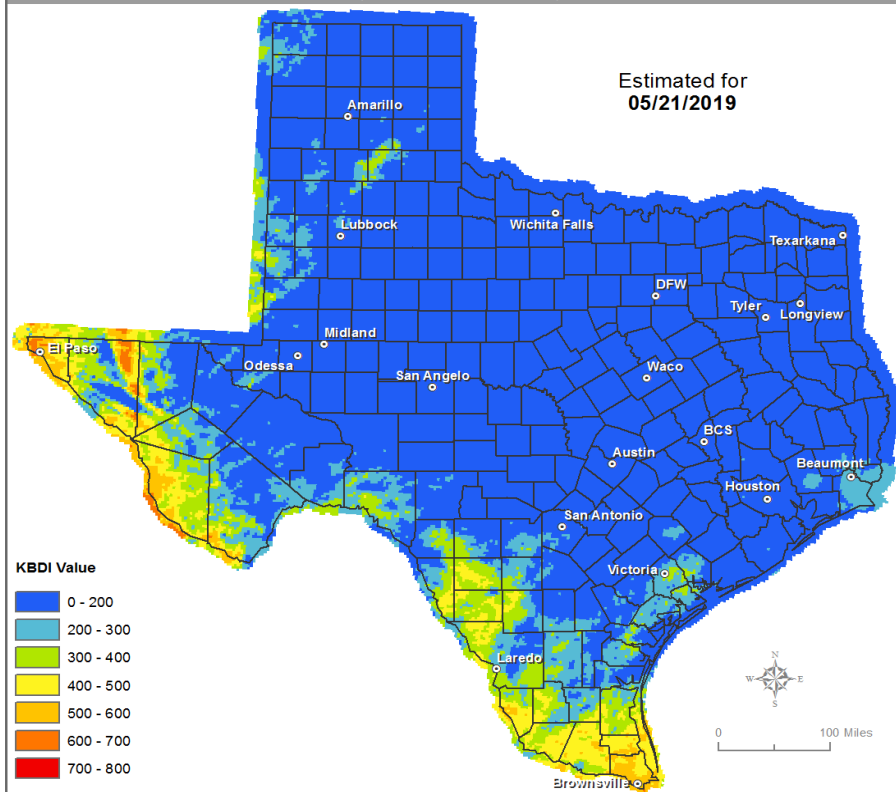 Estimated for
05/21/2019
Amarillo
Lubbock
Wichita Falls
Texarkana
DFW
Tyler
Longview
Midland
El Paso
Odessa
San Angelo
Waco
BCS
Austin
Beaumont
Houston
San Antonio
Victoria
Laredo
Brownsville
KBDI Value
0 - 200
200 - 300
300 - 400
400 - 500
500 - 600
600 - 700
700 - 800
N
W
E
S
0
100 Miles